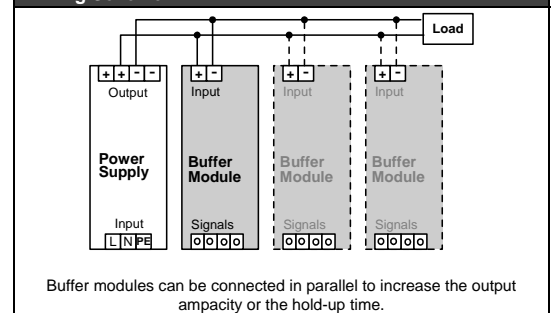 Load
+ + - -
Output
+ -
Input
+ -
Input
+ -
Input
Power
Supply
Buffer
Module
Buffer
Module
Buffer
Module
Input
L N PE
Signals
Signals
Signals
Buffer modules can be connected in parallel to increase the output
ampacity or the hold-up time.